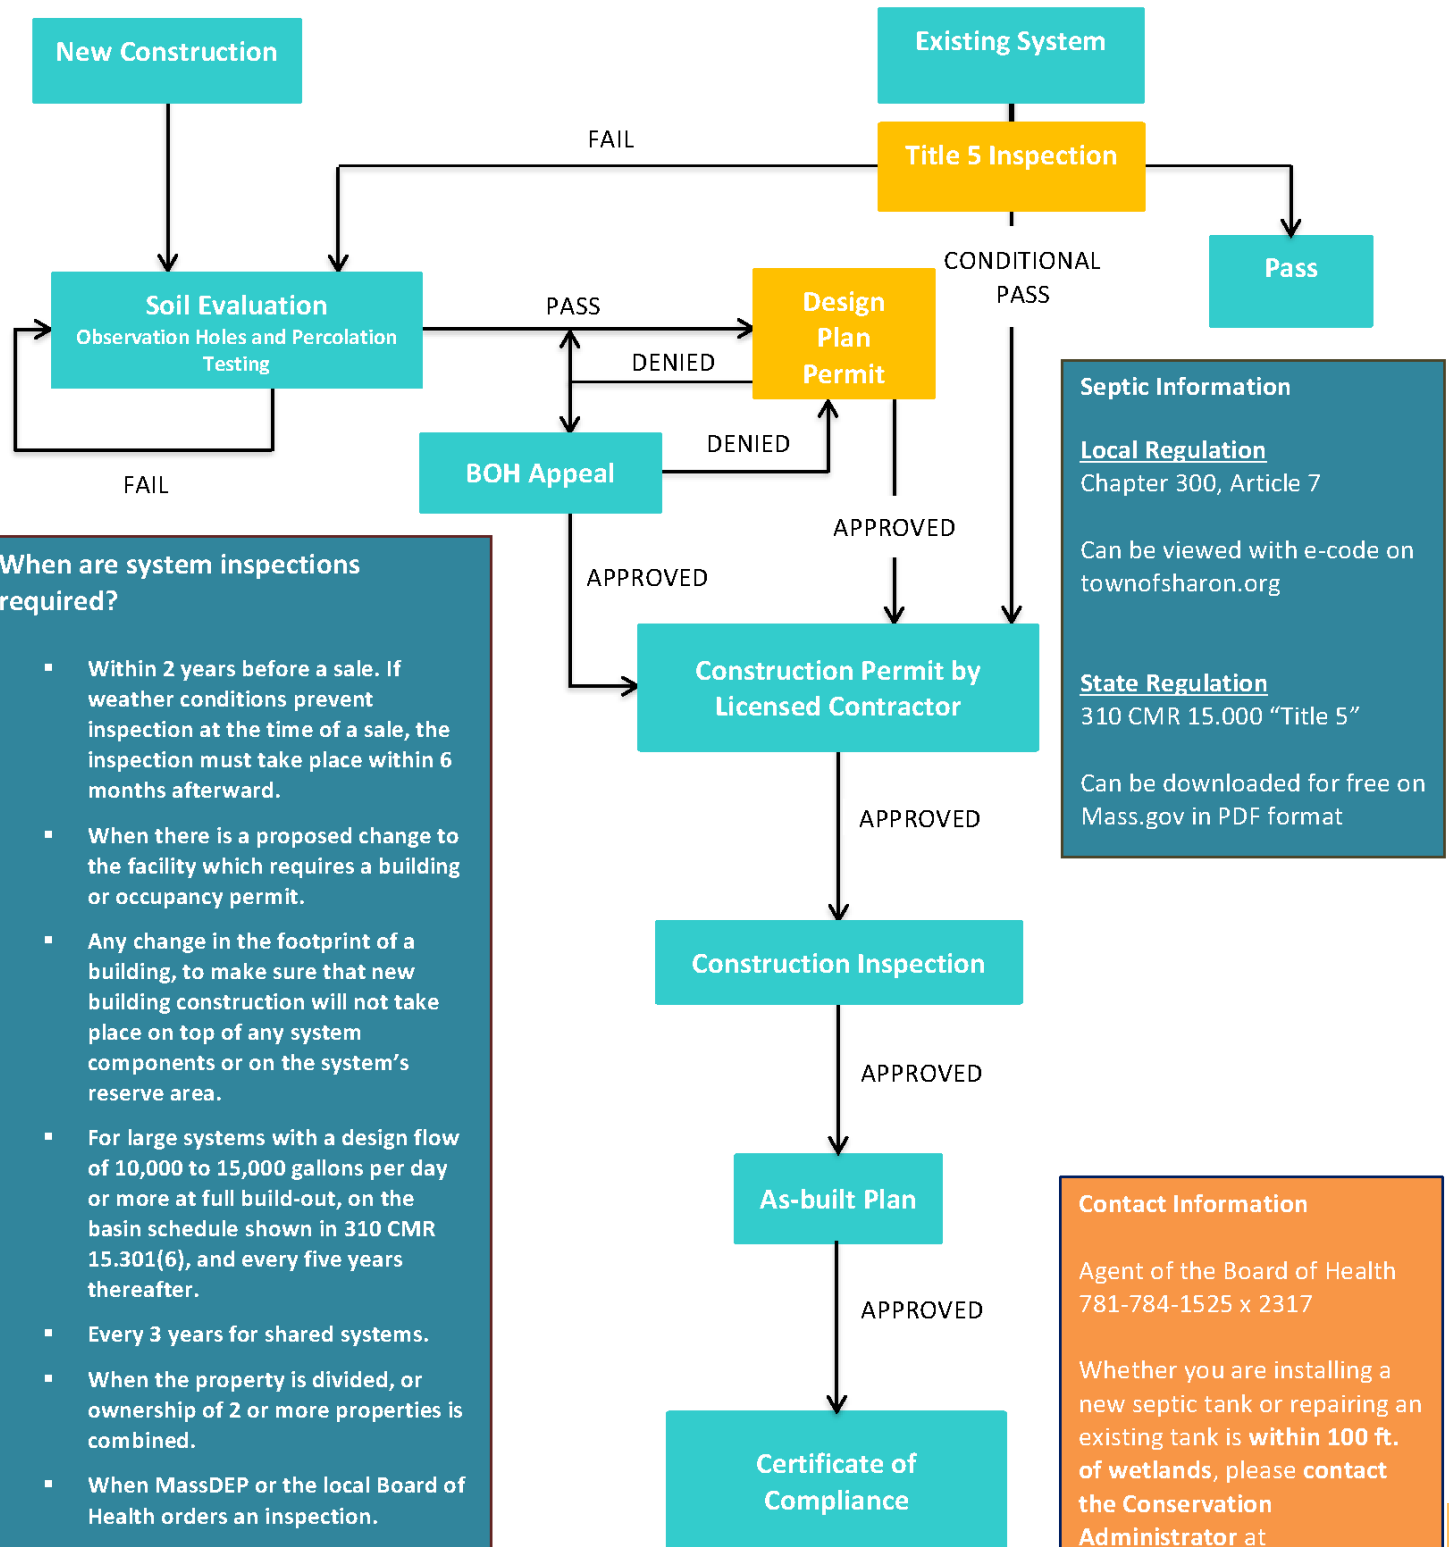 New Construction
Existing System
FAIL
Title 5 Inspection
CONDITIONAL
PASS
Pass
Soil Evaluation
Observation Holes and Percolation
Testing
PASS
Design
Plan
Permit
DENIED
BOH Appeal
DENIED
FAIL
APPROVED
APPROVED
Construction Permit by
Licensed Contractor
APPROVED
Construction Inspection
APPROVED
As-built Plan
APPROVED
Certificate of
Compliance
When are system inspections
required?
▪ Within 2 years before a sale. If
weather conditions prevent
inspection at the time of a sale, the
inspection must take place within 6
months afterward.
▪ When there is a proposed change to
the facility which requires a building
or occupancy permit.
▪ Any change in the footprint of a
building, to make sure that new
building construction will not take
place on top of any system
components or on the system’s
reserve area.
▪ For large systems with a design flow
of 10,000 to 15,000 gallons per day
or more at full build-out, on the
basin schedule shown in 310 CMR
15.301(6), and every five years
thereafter.
▪ Every 3 years for shared systems.
▪ When the property is divided, or
ownership of 2 or more properties is
combined.
▪ When MassDEP or the local Board of
Health orders an inspection.
Septic Information
Local Regulation
Chapter 300, Article 7
Can be viewed with e-code on
townofsharon.org
State Regulation
310 CMR 15.000 “Title 5”
Can be downloaded for free on
Mass.gov in PDF format
Contact Information
Agent of the Board of Health
781-784-1525 x 2317
Whether you are installing a
new septic tank or repairing an
existing tank is within 100 ft.
of wetlands, please contact
the Conservation
Administrator at